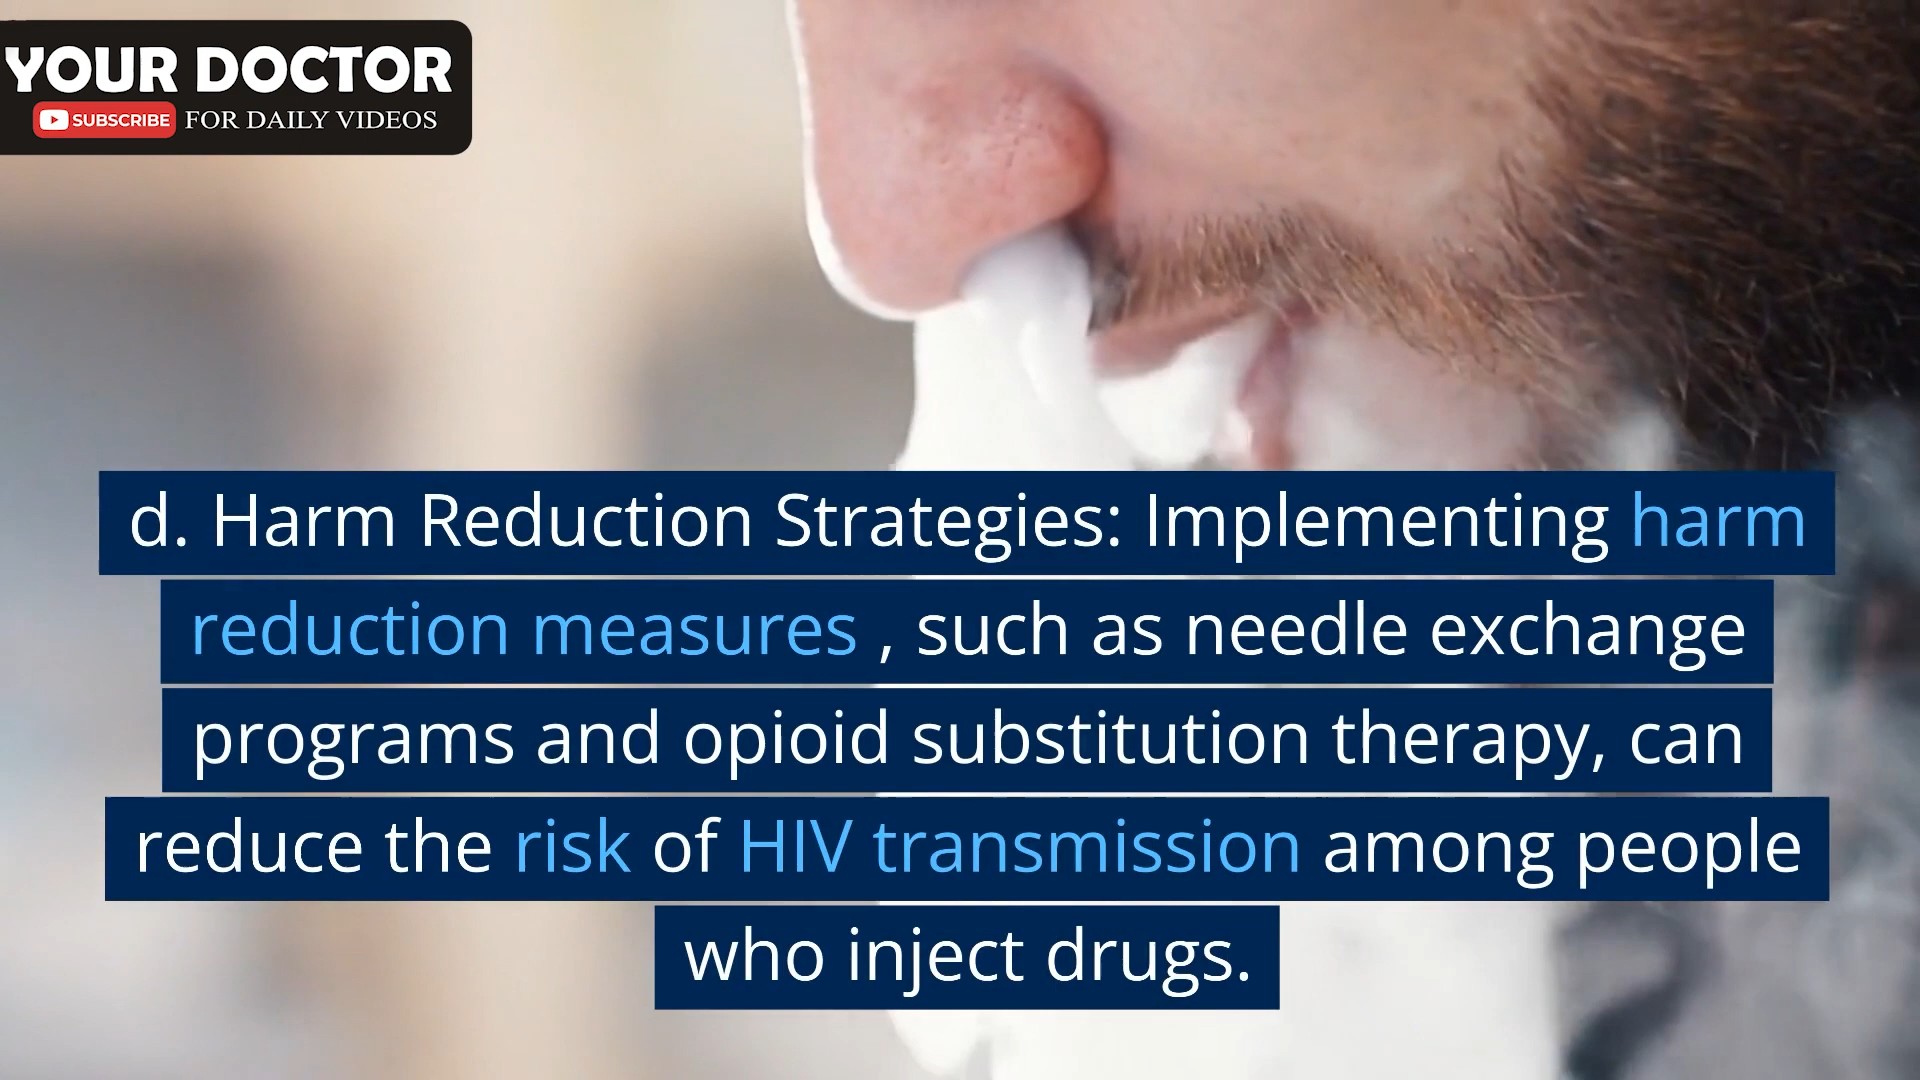 YOUR DOCTOR
SUBSCRIBE FOR DAILY VIDEOS
d. Harm Reduction Strategies: Implementing harm
reduction measures , such as needle exchange
programs and opioid substitution therapy, can
reduce the risk of HIV transmission among people
who inject drugs.